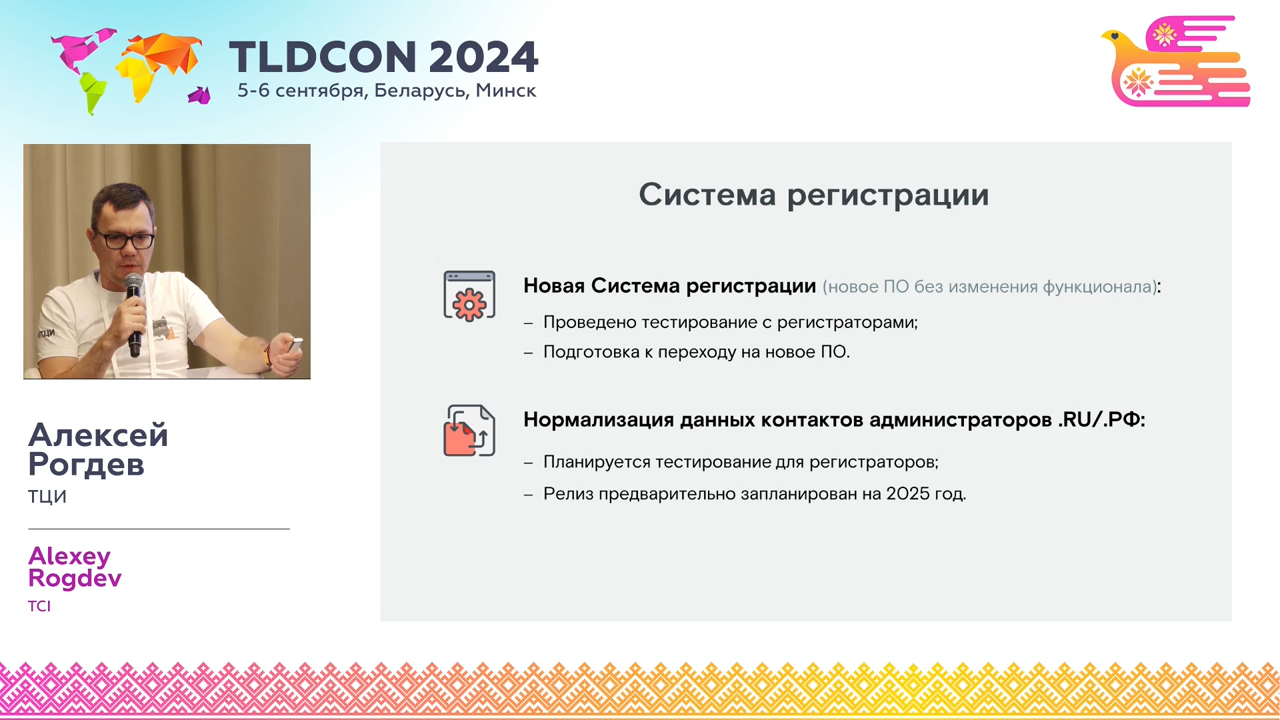 TLDCON 2024
5-6 сентября, Беларусь, Минск
Система регистрации
Новая Система регистрации (новое ПО без изменения функционала):
– Проведено тестирование с регистраторами;
– Подготовка к переходу на новое ПО.
Нормализация данных контактов администраторов .RU/.РФ:
– Планируется тестирование для регистраторов;
– Релиз предварительно запланирован на 2025 год.
Алексей
Рогдев
ТЦИ
Alexey
Rogdev
TCI